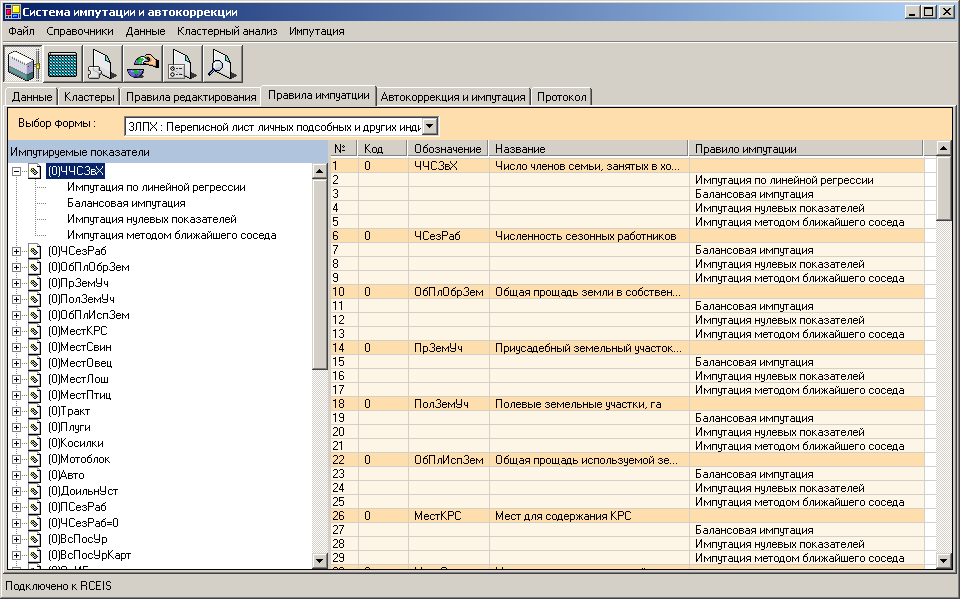 Система импутации и автокоррекции
Файл Справочники Данные Кластерный анализ Импутация
Данные Кластеры Правила редактирования Правила импуатции Автокоррекция и импутация Протокол
Выбор формы : 3ЛПХ : Переписной лист личных подсобных и других инди
Импутируемые показатели
(0)ЧЧСЗвХ
Импутация по линейной регрессии
Балансовая импутация
Импутация нулевых показателей
Импутация методом ближайшего соседа
(0)ЧСезРаб
(0)ОбПлОбрЗем
(0)ПрЗемУч
(0)ПолЗемУч
(0)ОбПлИспЗем
(0)МестКРС
(0)МестСвин
(0)МестОвец
(0)МестЛош
(0)МестПтиц
(0)Тракт
(0)Плуги
(0)Косилки
(0)Мотоблок
(0)Авто
(0)ДоильнУст
(0)ПСезРаб
(0)ЧСезРаб=0
(0)ВсПосУр
(0)ВсПосУрКарт
№ Код Обозначение Название Правило импутации
1 0 ЧЧСЗвХ Число членов семьи, занятых в хо...
2 Импутация по линейной регрессии
3 Балансовая импутация
4 Импутация нулевых показателей
5 Импутация методом ближайшего соседа
6 0 ЧСезРаб Численность сезонных работников
7 Балансовая импутация
8 Импутация нулевых показателей
9 Импутация методом ближайшего соседа
10 0 ОбПлОбрЗем Общая прощадь земли в собствен...
11 Балансовая импутация
12 Импутация нулевых показателей
13 Импутация методом ближайшего соседа
14 0 ПрЗемУч Приусадебный земельный участок...
15 Балансовая импутация
16 Импутация нулевых показателей
17 Импутация методом ближайшего соседа
18 0 ПолЗемУч Полевые земельные участки, га
19 Балансовая импутация
20 Импутация нулевых показателей
21 Импутация методом ближайшего соседа
22 0 ОбПлИспЗем Общая прощадь используемой зе...
23 Балансовая импутация
24 Импутация нулевых показателей
25 Импутация методом ближайшего соседа
26 0 МестКРС Мест для содержания КРС
27 Балансовая импутация
28 Импутация нулевых показателей
29 Импутация методом ближайшего соседа
Подключено к RCEIS